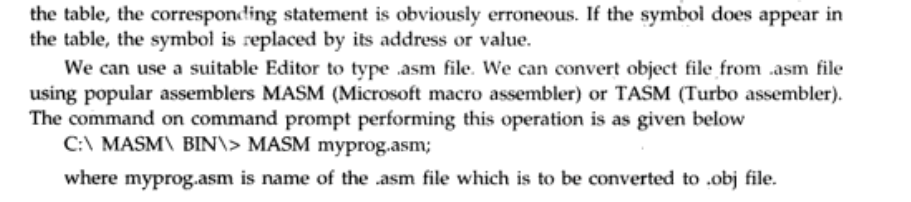 the table, the corresponding statement is obviously erroneous. If the symbol does appear in
the table, the symbol is replaced by its address or value.
We can use a suitable Editor to type .asm file. We can convert object file from .asm file
using popular assemblers MASM (Microsoft macro assembler) or TASM (Turbo assembler).
The command on command prompt performing this operation is as given below
C:\ MASM\ BIN\> MASM myprog.asm;
where myprog.asm is name of the .asm file which is to be converted to .obj file.